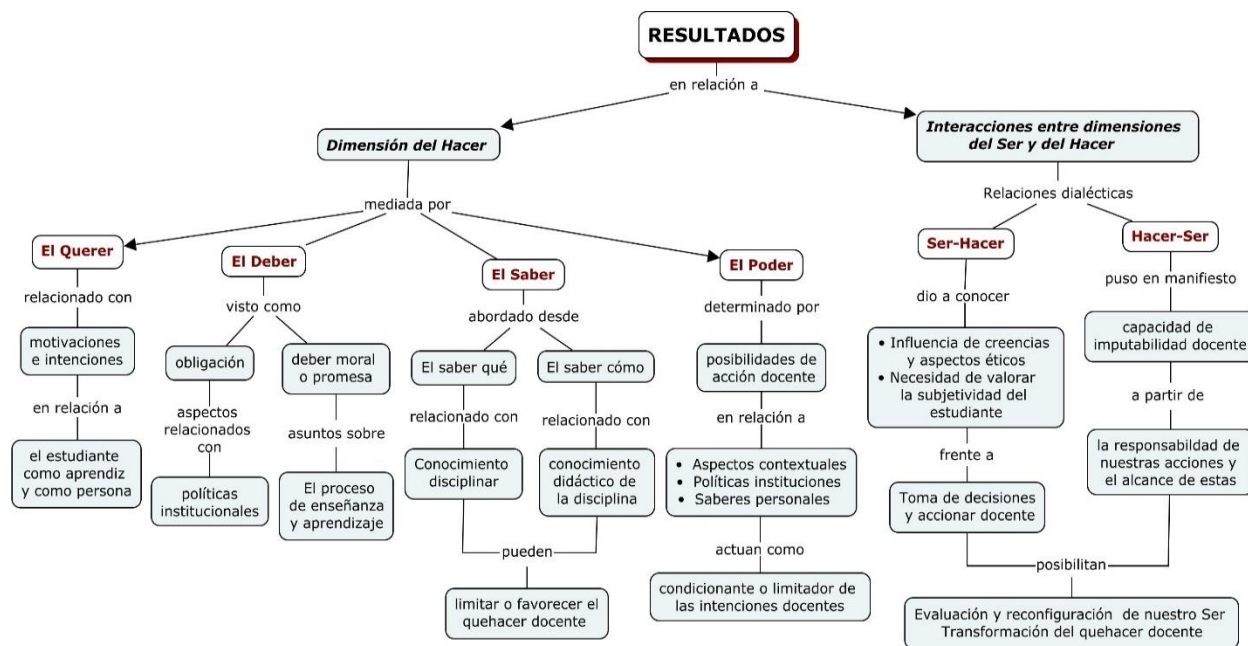 RESULTADOS
en relación a
Dimensión del Hacer
mediada por
El Querer
relacionado con
motivaciones
e intenciones
en relación a
el estudiante
como aprendiz
y como persona
El Deber
visto como
obligación
aspectos
relacionados
con
políticas
institucionales
deber moral
o promesa
asuntos sobre
El proceso
de enseñanza
y aprendizaje
El Saber
abordado desde
El saber qué
relacionado con
Conocimiento
disciplinar
El saber cómo
relacionado con
conocimiento
didáctico de
la disciplina
pueden
limitar o favorecer el
quehacer docente
El Poder
determinado por
posibilidades de
acción docente
en relación a
• Aspectos contextuales
• Políticas instituciones
• Saberes personales
actuan como
condicionante o limitador de
las intenciones docentes
Interacciones entre dimensiones
del Ser y del Hacer
Relaciones dialécticas
Ser-Hacer
dio a conocer
• Influencia de creencias
y aspectos éticos
• Necesidad de valorar
la subjetividad del
estudiante
frente a
Toma de decisiones
y accionar docente
Hacer-Ser
puso en manifiesto
capacidad de
imputabilidad docente
a partir de
la responsabildad de
nuestras acciones y
el alcance de estas
posibilitan
Evaluación y reconfiguración de nuestro Ser
Transformación del quehacer docente